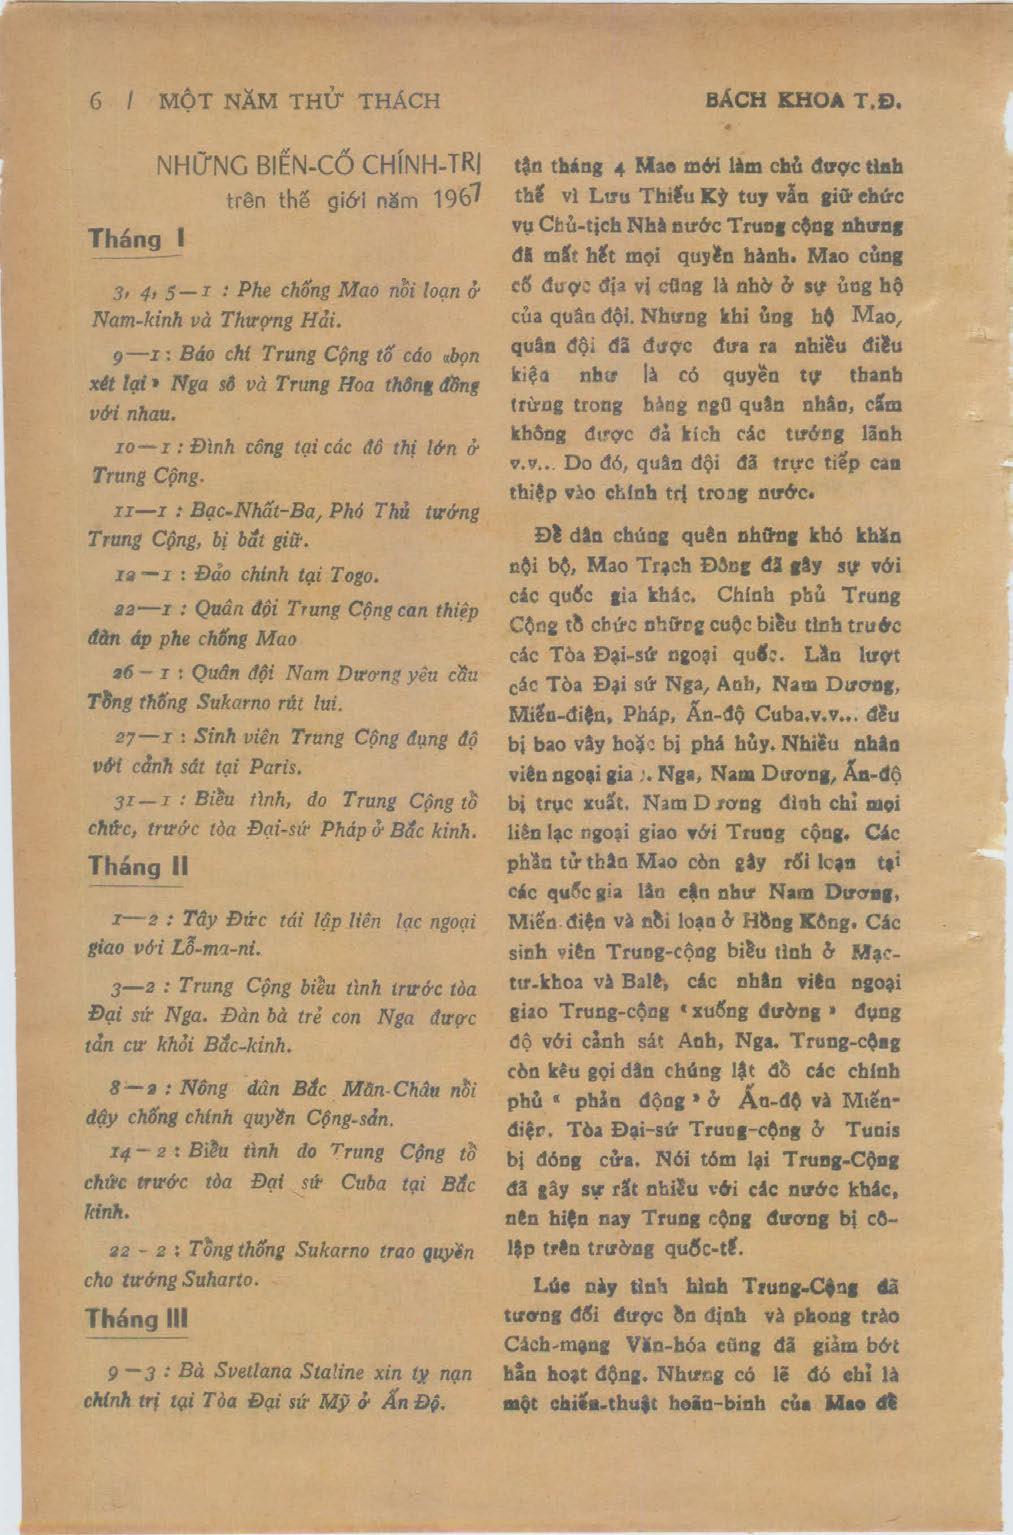 6 / MỘT NĂM THỬ THÁCH
BÁCH KHOA T.Đ.
NHỮNG BIẾN-CỐ CHÍNH-TRỊ
trên thế giới năm 1967
Tháng I
3, 4, 5—1 : Phe chống Mao nổi loạn ở
Nam-kinh và Thượng Hải.
9—1 : Báo chí Trung Cộng tố cáo «bọn
xét lại» Nga sô và Trung Hoa thông đồng
với nhau.
10—1 : Đình công tại các đô thị lớn ở
Trung Cộng.
11—1 : Bạc-Nhất-Ba, Phó Thủ tướng
Trung Cộng, bị bắt giữ.
12—1 : Đảo chính tại Togo.
22—1 : Quân đội Trung Cộng can thiệp
đàn áp phe chống Mao
26—1 : Quân đội Nam Dương yêu cầu
Tổng thống Sukarno rút lui.
27—1 : Sinh viên Trung Cộng đụng độ
với cảnh sát tại Paris.
31—1 : Biểu tình, do Trung Cộng tổ
chức, trước tòa Đại-sứ Pháp ở Bắc kinh.
Tháng II
1—2 : Tây Đức tái lập liên lạc ngoại
giao với Lỗ-ma-ni.
3—2 : Trung Cộng biểu tình trước tòa
Đại sứ Nga. Đàn bà trẻ con Nga được
tản cư khỏi Bắc-kinh.
8—2 : Nông dân Bắc Mãn-Châu nổi
dậy chống chính quyền Cộng-sản.
14—2 : Biểu tình do Trung Cộng tổ
chức trước tòa Đại sứ Cuba tại Bắc
kinh.
22-2 : Tổng thống Sukarno trao quyền
cho tướng Suharto.
Tháng III
9—3 : Bà Svetlana Staline xin tỵ nạn
chính trị tại Tòa Đại sứ Mỹ ở Ấn Độ.
tận tháng 4 Mao mới làm chủ được tình
thế vì Lưu Thiếu Kỳ tuy vẫn giữ chức
vụ Chủ-tịch Nhà nước Trung cộng nhưng
đã mất hết mọi quyền hành. Mao củng
cố được địa vị cũng là nhờ ở sự ủng hộ
của quân đội. Nhưng khi ủng hộ Mao,
quân đội đã được đưa ra nhiều điều
kiện như là có quyền tự thanh
trừng trong hàng ngũ quân nhân, cấm
không được đả kích các tướng lãnh
v.v... Do đó, quân đội đã trực tiếp can
thiệp vào chính trị trong nước.
Để dân chúng quên những khó khăn
nội bộ, Mao Trạch Đông đã gây sự với
các quốc gia khác. Chính phủ Trung
Cộng tổ chức những cuộc biểu tình trước
các Tòa Đại-sứ ngoại quốc. Lần lượt
các Tòa Đại sứ Nga, Anh, Nam Dương,
Miến-điện, Pháp, Ấn-độ Cuba.v.v... đều
bị bao vây hoặc bị phá hủy. Nhiều nhân
viên ngoại giao. Nga, Nam Dương, Ấn-độ
bị trục xuất. Nam Dương đình chỉ mọi
liên lạc ngoại giao với Trung cộng. Các
phần tử thân Mao còn gây rối loạn tại
các quốc gia lân cận như Nam Dương,
Miến điện và nổi loạn ở Hồng Kông. Các
sinh viên Trung-cộng biểu tình ở Mạc-
tư-khoa và Balê, các nhân viên ngoại
giao Trung-cộng « xuống đường » đụng
độ với cảnh sát Anh, Nga. Trung-cộng
còn kêu gọi dân chúng lật đổ các chính
phủ « phản động » ở Ấn-độ và Miến-
điện. Tòa Đại-sứ Trung-cộng ở Tunis
bị đóng cửa. Nói tóm lại Trung-Cộng
đã gây sự rất nhiều với các nước khác,
nên hiện nay Trung cộng đương bị cô-
lập trên trường quốc-tế.
Lúc này tình hình Trung-Cộng đã
tương đối được ổn định và phong trào
Cách-mạng Văn-hóa cũng đã giảm bớt
hẳn hoạt động. Nhưng có lẽ đó chỉ là
một chiến-thuật hoãn-binh của Mao để